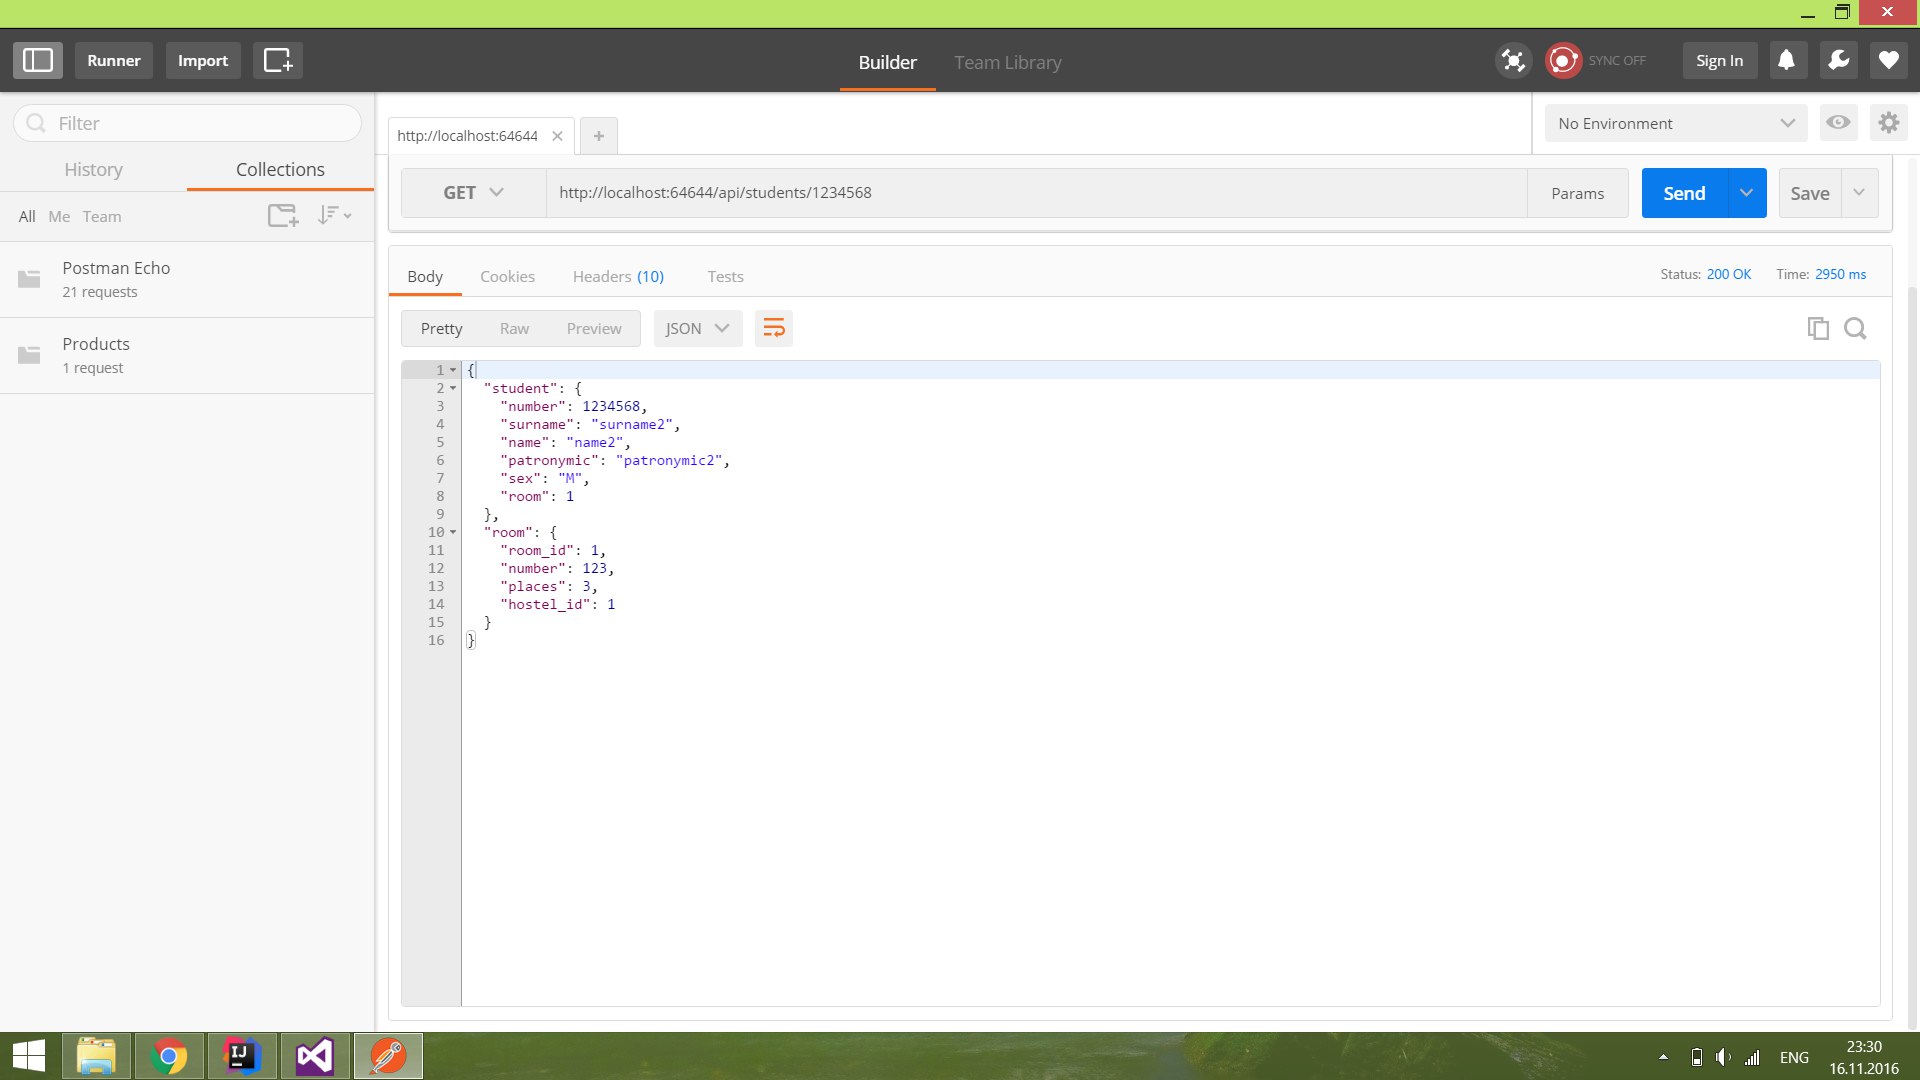 Runner
Import
Builder
Team Library
SYNC OFF
Sign In
Filter
History
Collections
All
Me
Team
Postman Echo
21 requests
Products
1 request
http://localhost:64644
No Environment
GET
http://localhost:64644/api/students/1234568
Params
Send
Save
Body
Cookies
Headers (10)
Tests
Status: 200 OK
Time: 2950 ms
Pretty
Raw
Preview
JSON
1 {
2 "student": {
3 "number": 1234568,
4 "surname": "surname2",
5 "name": "name2",
6 "patronymic": "patronymic2",
7 "sex": "M",
8 "room": 1
9 },
10 "room": {
11 "room_id": 1,
12 "number": 123,
13 "places": 3,
14 "hostel_id": 1
15 }
16 }
IJ
ENG
23:30
16.11.2016